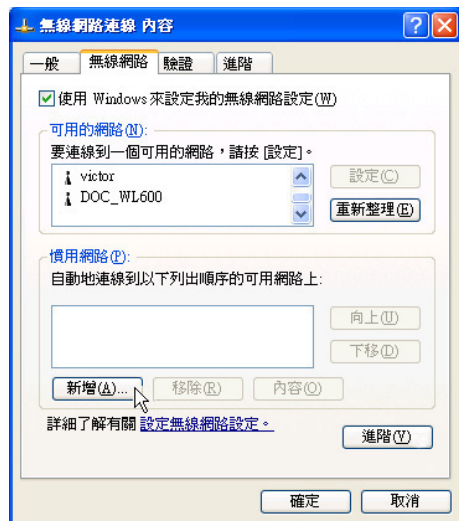 無線網路連線 內容
一般 無線網路 驗證 進階
使用 Windows 來設定我的無線網路設定(W)
可用的網路(N):
要連線到一個可用的網路，請按 [設定]。
victor
DOC_WL600
設定(C)
重新整理(E)
慣用網路(P):
自動地連線到以下列出順序的可用網路上:
向上(U)
下移(D)
新增(A)... 移除(R) 內容(O)
詳細了解有關 設定無線網路設定。
進階(V)
確定 取消